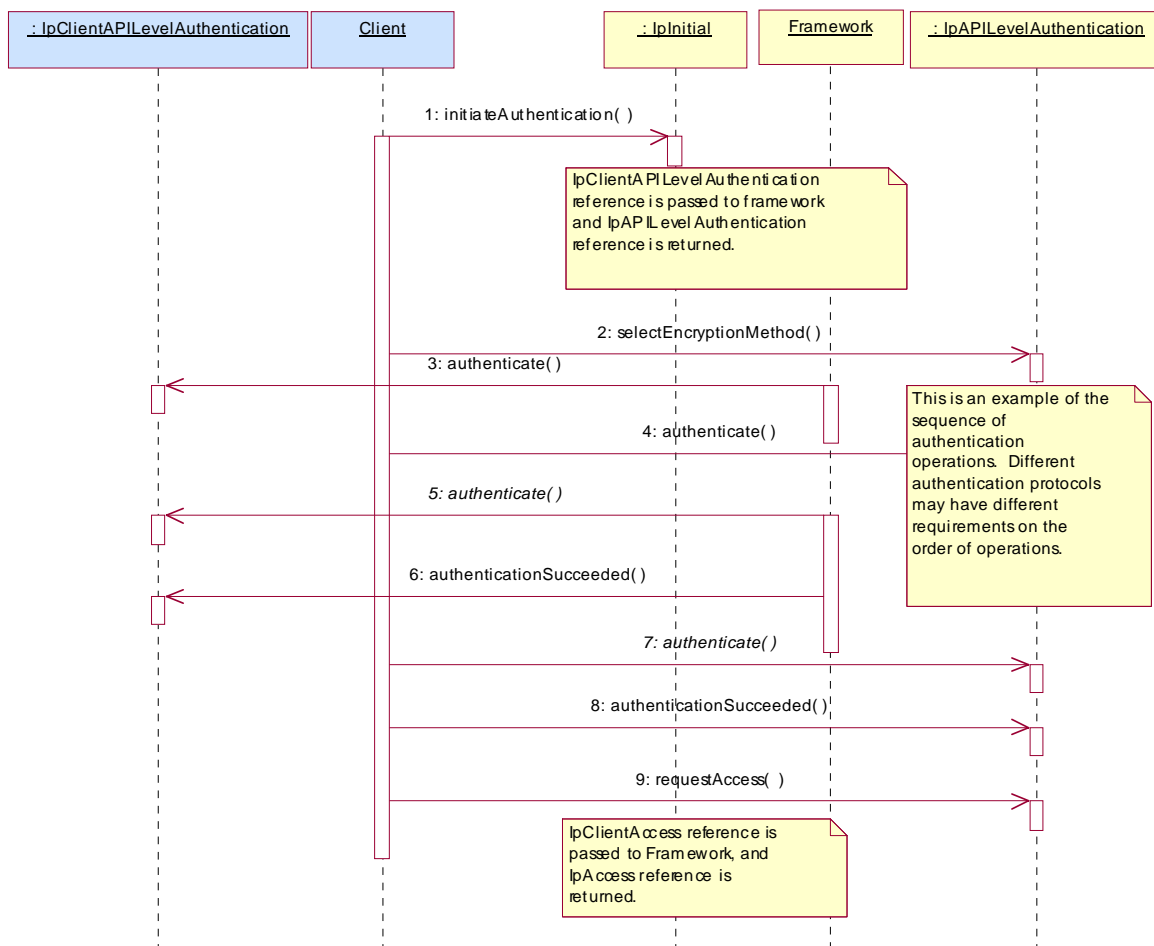 : IpClientAPILevelAuthentication
Client
: IpInitial
Framework
: IpAPILevelAuthentication
1: initiateAuthentication( )
IpClientAPILevelAuthentication
reference is passed to framework
and IpAPILevelAuthentication
reference is returned.
2: selectEncryptionMethod( )
3: authenticate( )
This is an example of the
sequence of
authentication
operations. Different
authentication protocols
may have different
requirements on the
order of operations.
4: authenticate( )
5: authenticate( )
6: authenticationSucceeded( )
7: authenticate( )
8: authenticationSucceeded( )
9: requestAccess( )
IpClientAccess reference is
passed to Framework, and
IpAccess reference is
returned.